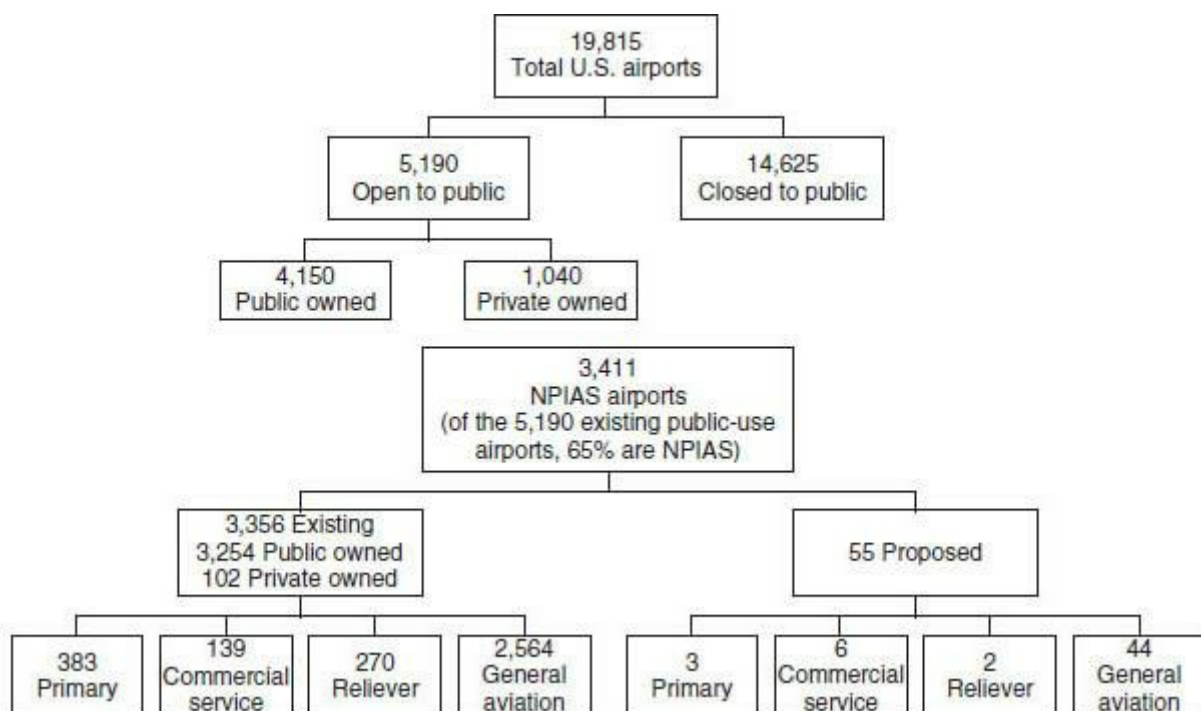 19,815
Total U.S. airports
5,190
Open to public
14,625
Closed to public
4,150
Public owned
1,040
Private owned
3,411
NPIAS airports
(of the 5,190 existing public-use
airports, 65% are NPIAS)
3,356 Existing
3,254 Public owned
102 Private owned
55 Proposed
383
Primary
139
Commercial
service
270
Reliever
2,564
General
aviation
3
Primary
6
Commercial
service
2
Reliever
44
General
aviation